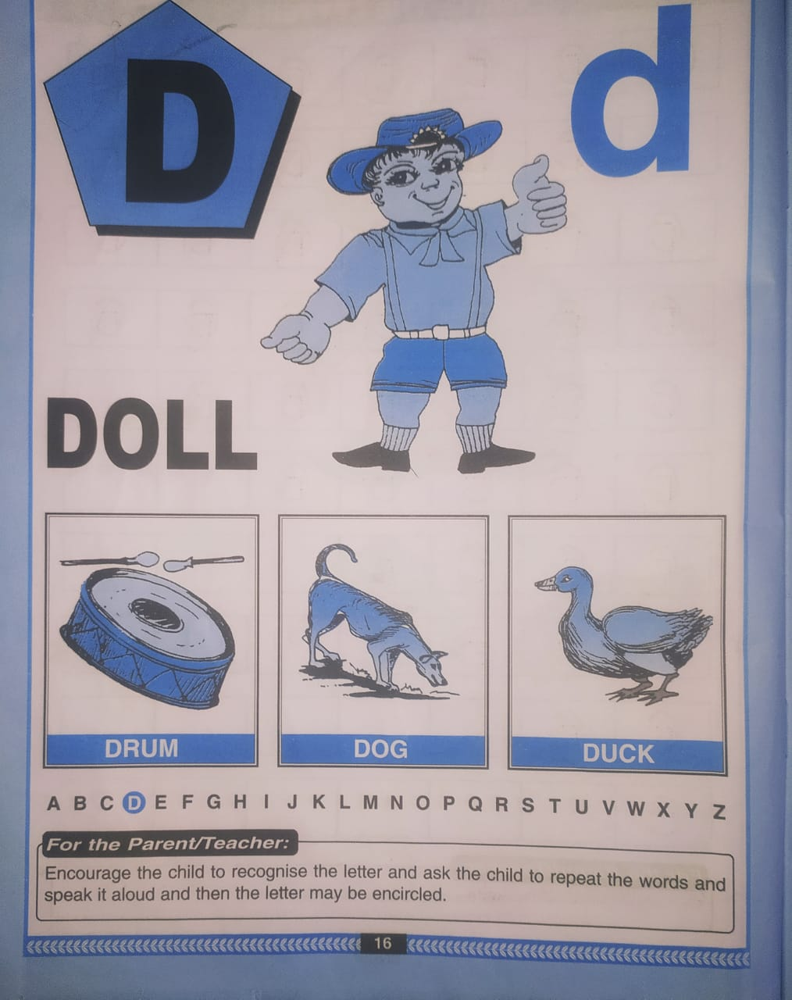 D
d
DOLL
DRUM
DOG
DUCK
A B C D E F G H I J K L M N O P Q R S T U V W X Y Z
For the Parent/Teacher:
Encourage the child to recognise the letter and ask the child to repeat the words and
speak it aloud and then the letter may be encircled.
16